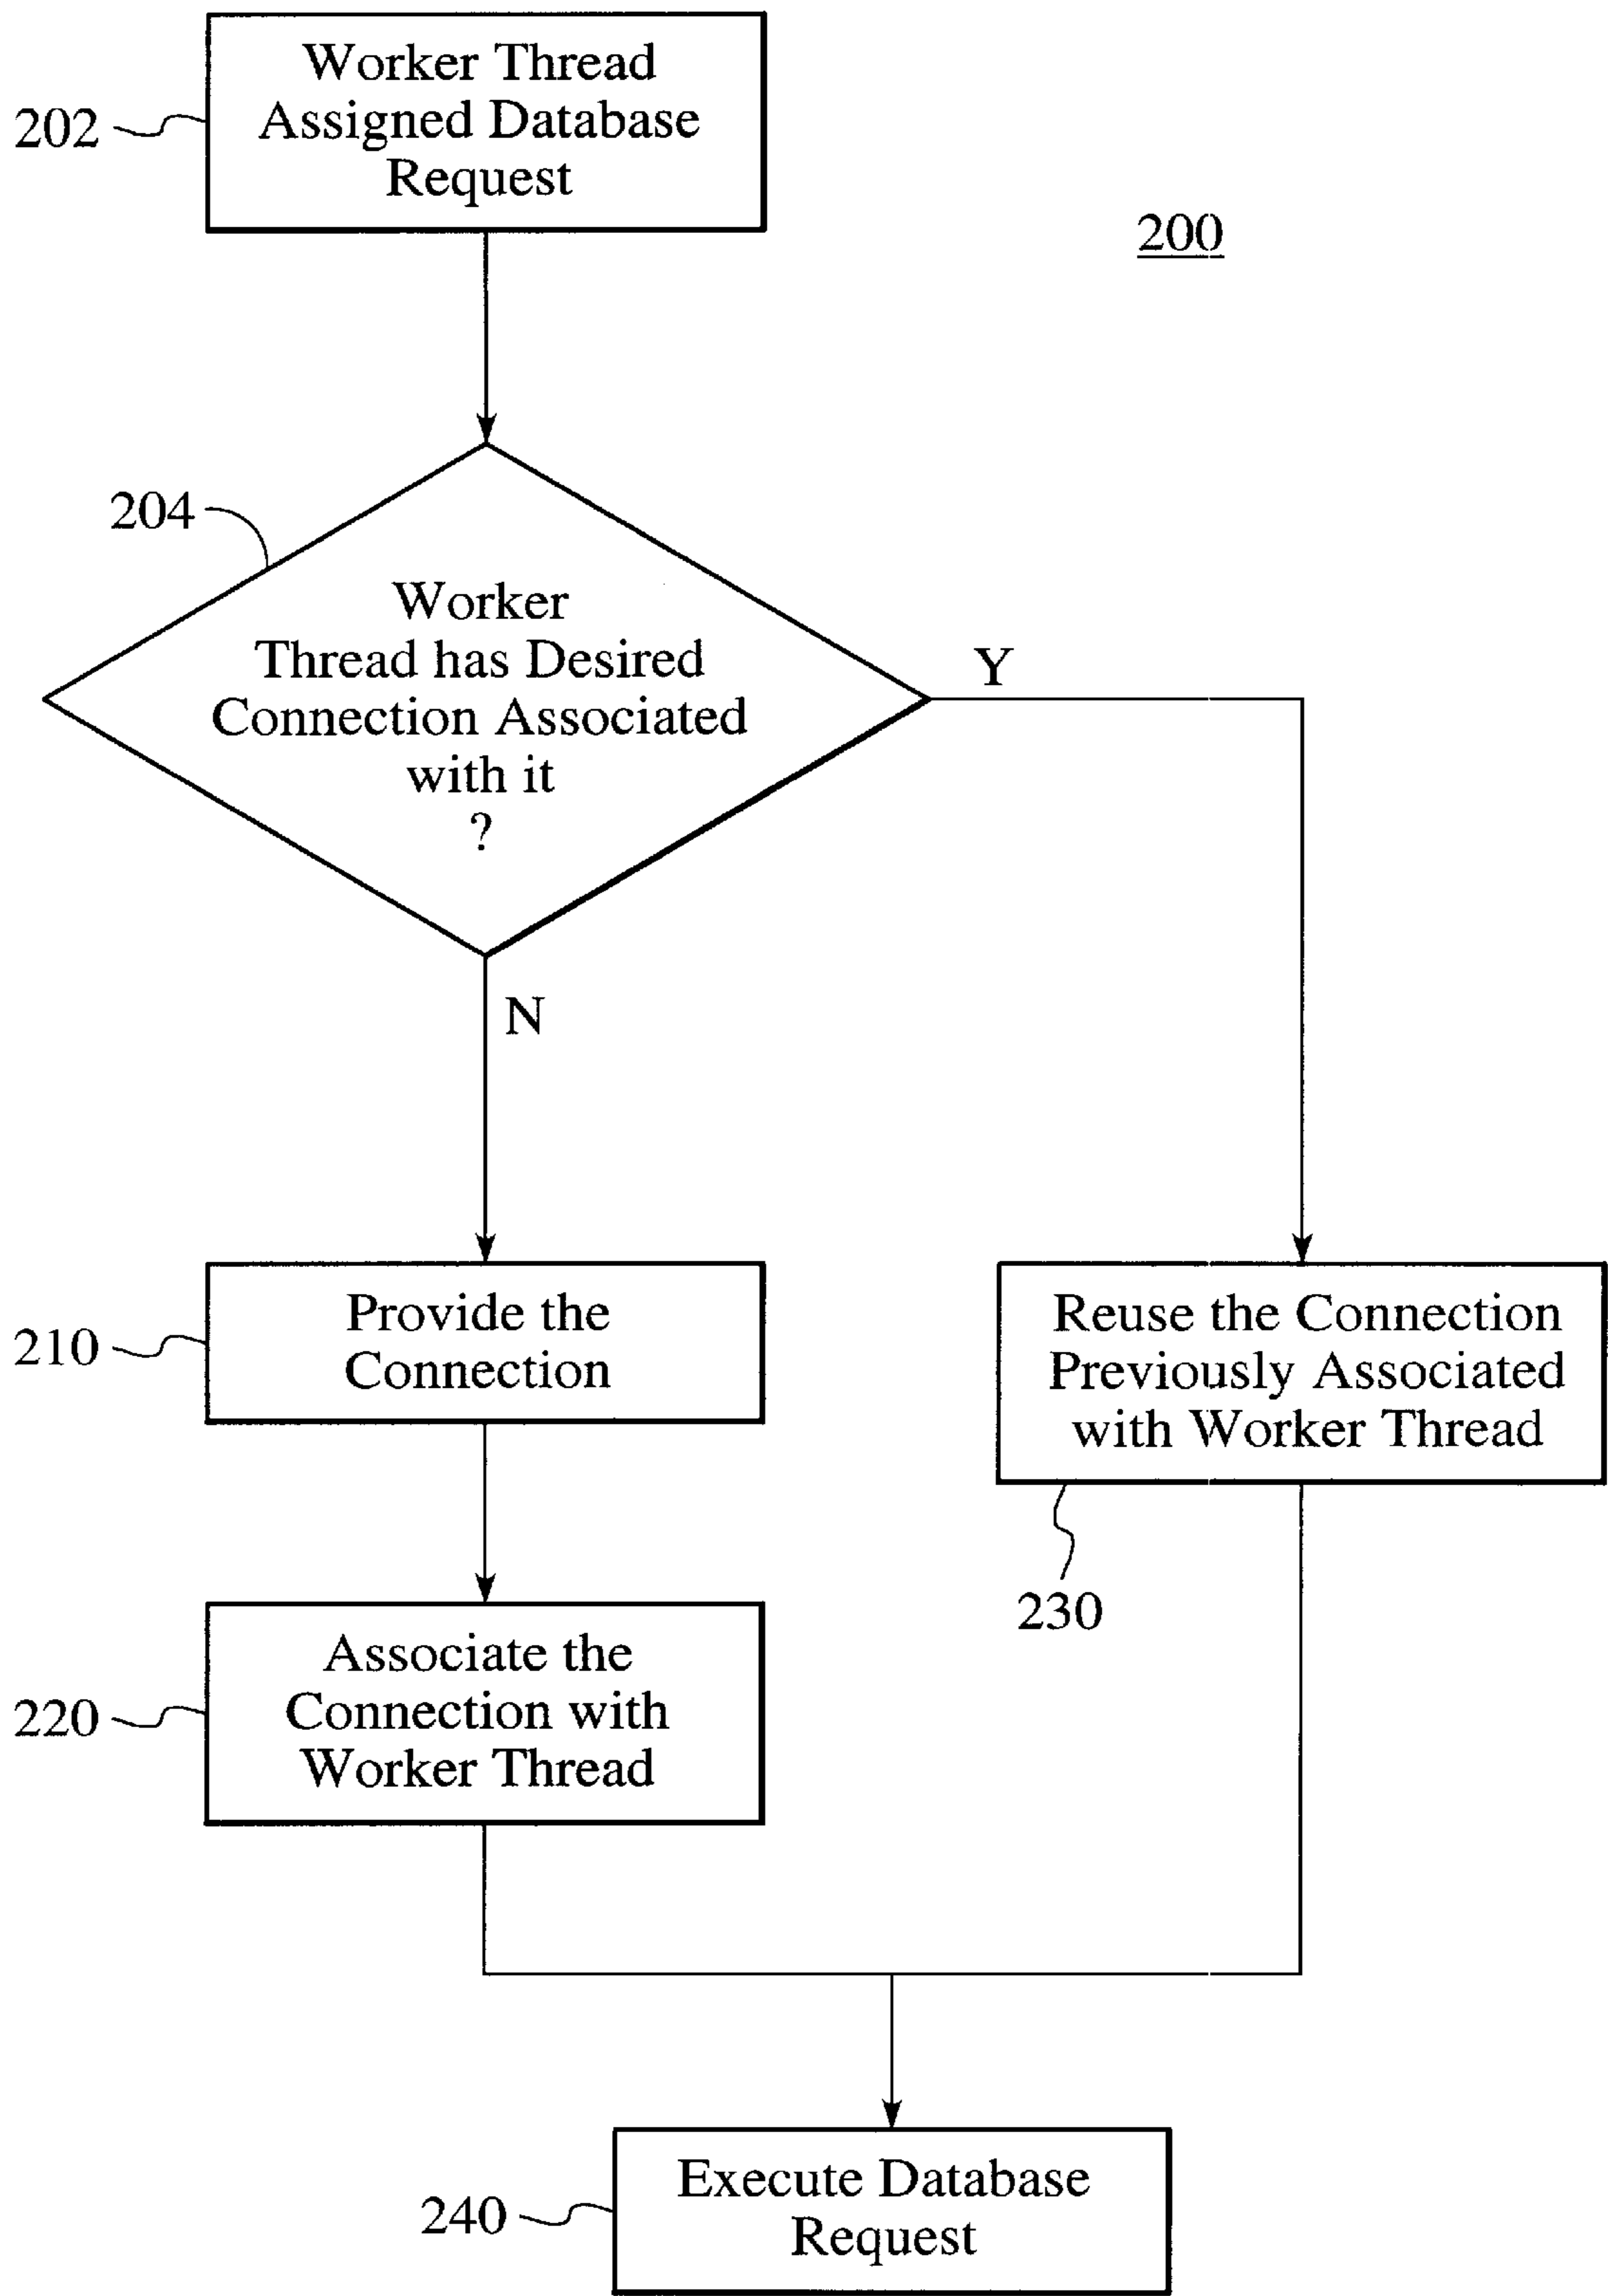 Worker Thread
Assigned Database
Request
202
200
204
Worker
Thread has Desired
Connection Associated
with it
?
Y
N
Provide the
Connection
210
Reuse the Connection
Previously Associated
with Worker Thread
230
Associate the
Connection with
Worker Thread
220
Execute Database
Request
240